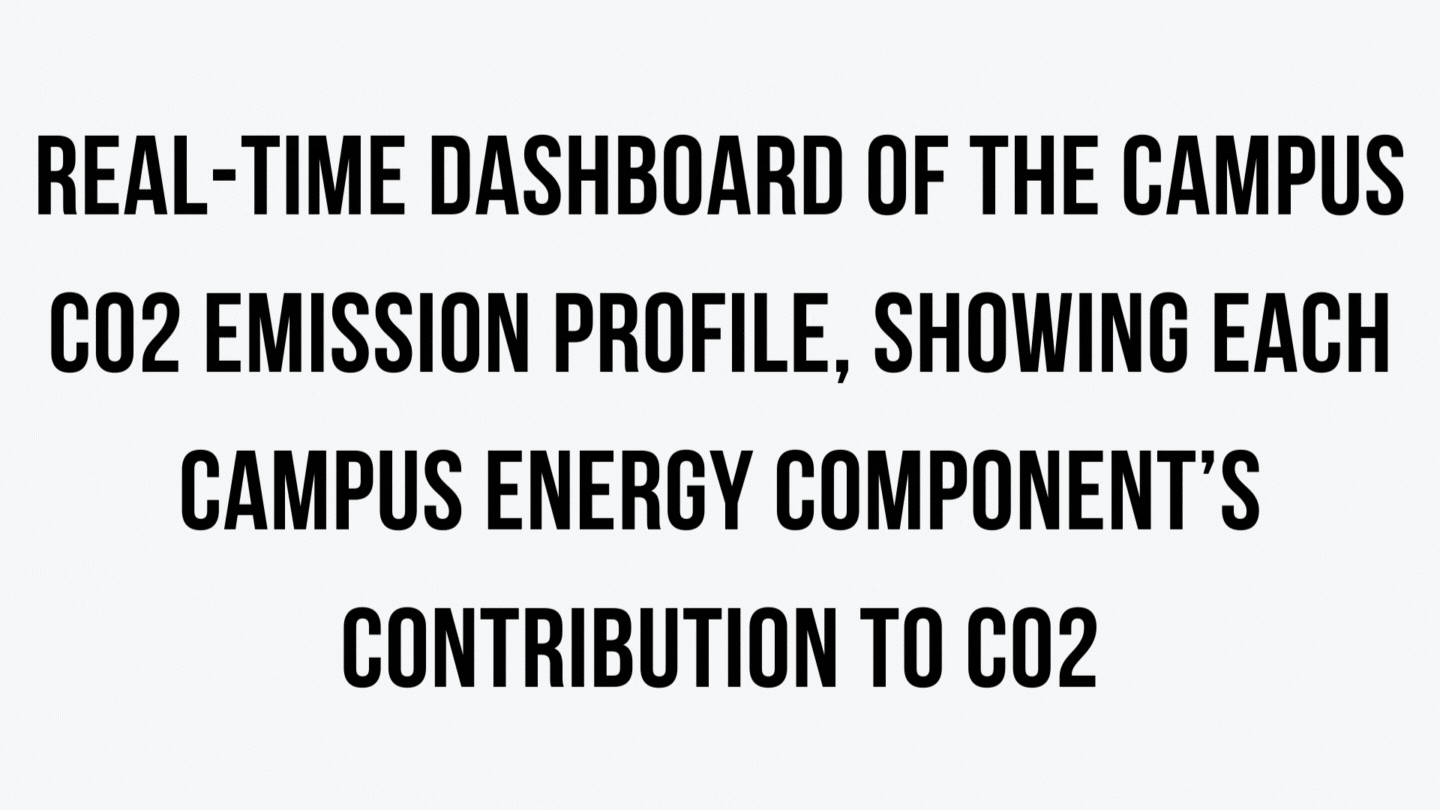 REAL-TIME DASHBOARD OF THE CAMPUS
CO2 EMISSION PROFILE, SHOWING EACH
CAMPUS ENERGY COMPONENT’S
CONTRIBUTION TO CO2